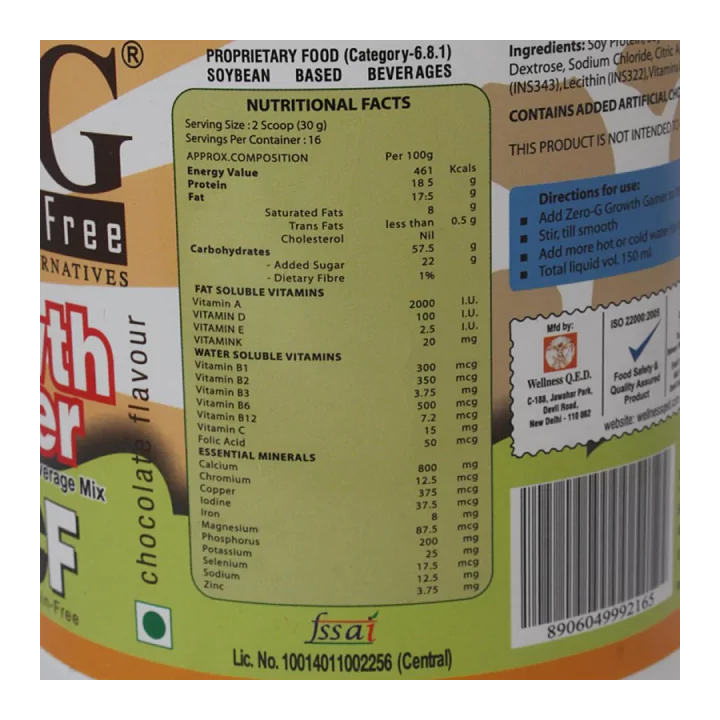 G®
Free
RNATIVES
chocolate flavour
verage Mix
-Free
PROPRIETARY FOOD (Category-6.8.1)
SOYBEAN BASED BEVERAGES
NUTRITIONAL FACTS
Serving Size : 2 Scoop (30 g)
Servings Per Container : 16
APPROX.COMPOSITION Per 100g
Energy Value 461 Kcals
Protein 18 5 g
Fat 17:5 g
Saturated Fats 8 g
Trans Fats less than 0.5 g
Cholesterol Nil
Carbohydrates 57.5 g
- Added Sugar 22 g
- Dietary Fibre 1%
FAT SOLUBLE VITAMINS
Vitamin A 2000 I.U.
VITAMIN D 100 I.U.
VITAMIN E 2.5 I.U.
VITAMINK 20 mg
WATER SOLUBLE VITAMINS
Vitamin B1 300 mcg
Vitamin B2 350 mcg
Vitamin B3 3.75 mg
Vitamin B6 500 mcg
Vitamin B12 7.2 mcg
Vitamin C 15 mg
Folic Acid 50 mcg
ESSENTIAL MINERALS
Calcium 800 mg
Chromium 12.5 mcg
Copper 375 mcg
Iodine 37.5 mcg
Iron 8 mg
Magnesium 87.5 mcg
Phosphorus 200 mg
Potassium 25 mg
Selenium 17.5 mcg
Sodium 12.5 mg
Zinc 3.75 mg
fssai
Lic. No. 10014011002256 (Central)
Ingredients: Soy Protein,
Dextrose, Sodium Chloride, Citric
(INS343), Lecithin (INS322), Vitamin
CONTAINS ADDED ARTIFICIAL
THIS PRODUCT IS NOT INTENDED
Directions for use:
Add Zero-G Growth Gainer
Stir, till smooth
Add more hot or cold water
Total liquid vol. 150 ml
Mfd by:
Wellness Q.E.D.
C-188, Jawahar Park,
Devli Road,
New Delhi - 110 062
ISO 22000:2005
Food Safety &
Quality Assured
Product
8906049992165